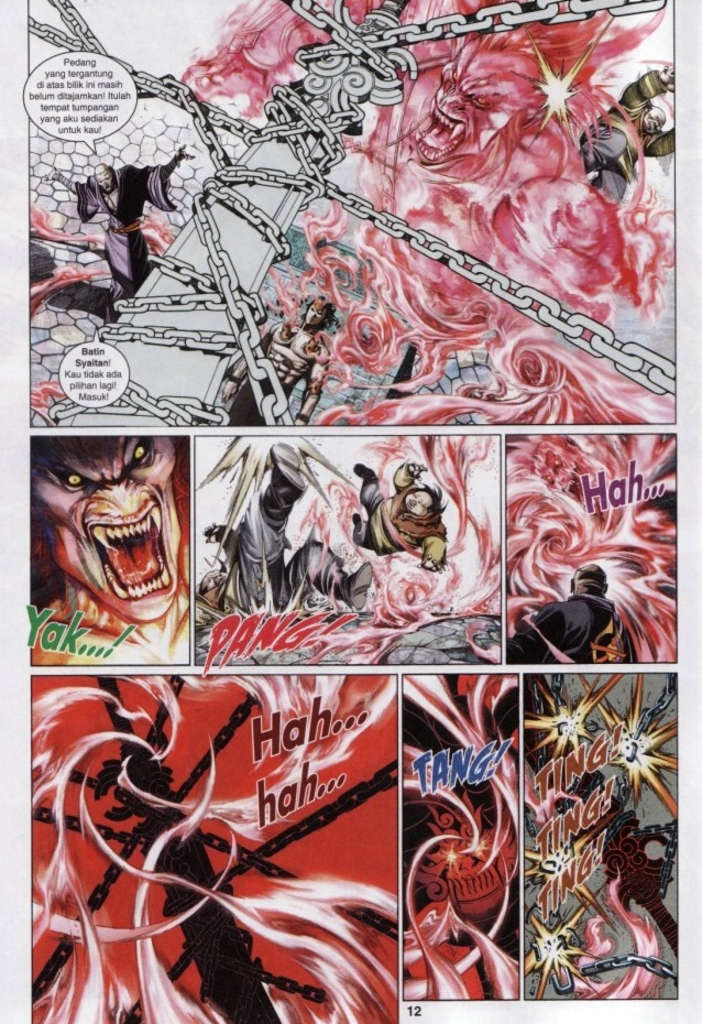 Pedang
yang tergantung
di atas bilik ini masih
belum ditajamkan! Itulah
tempat tumpangan
yang aku sediakan
untuk kau!
Batin
Syaitan!
Kau tidak ada
pilihan lagi!
Masuk!
Yak....!
PANG!!
Hah...
Hah...
hah...
TANG!
TING!
TING!
TING!
12